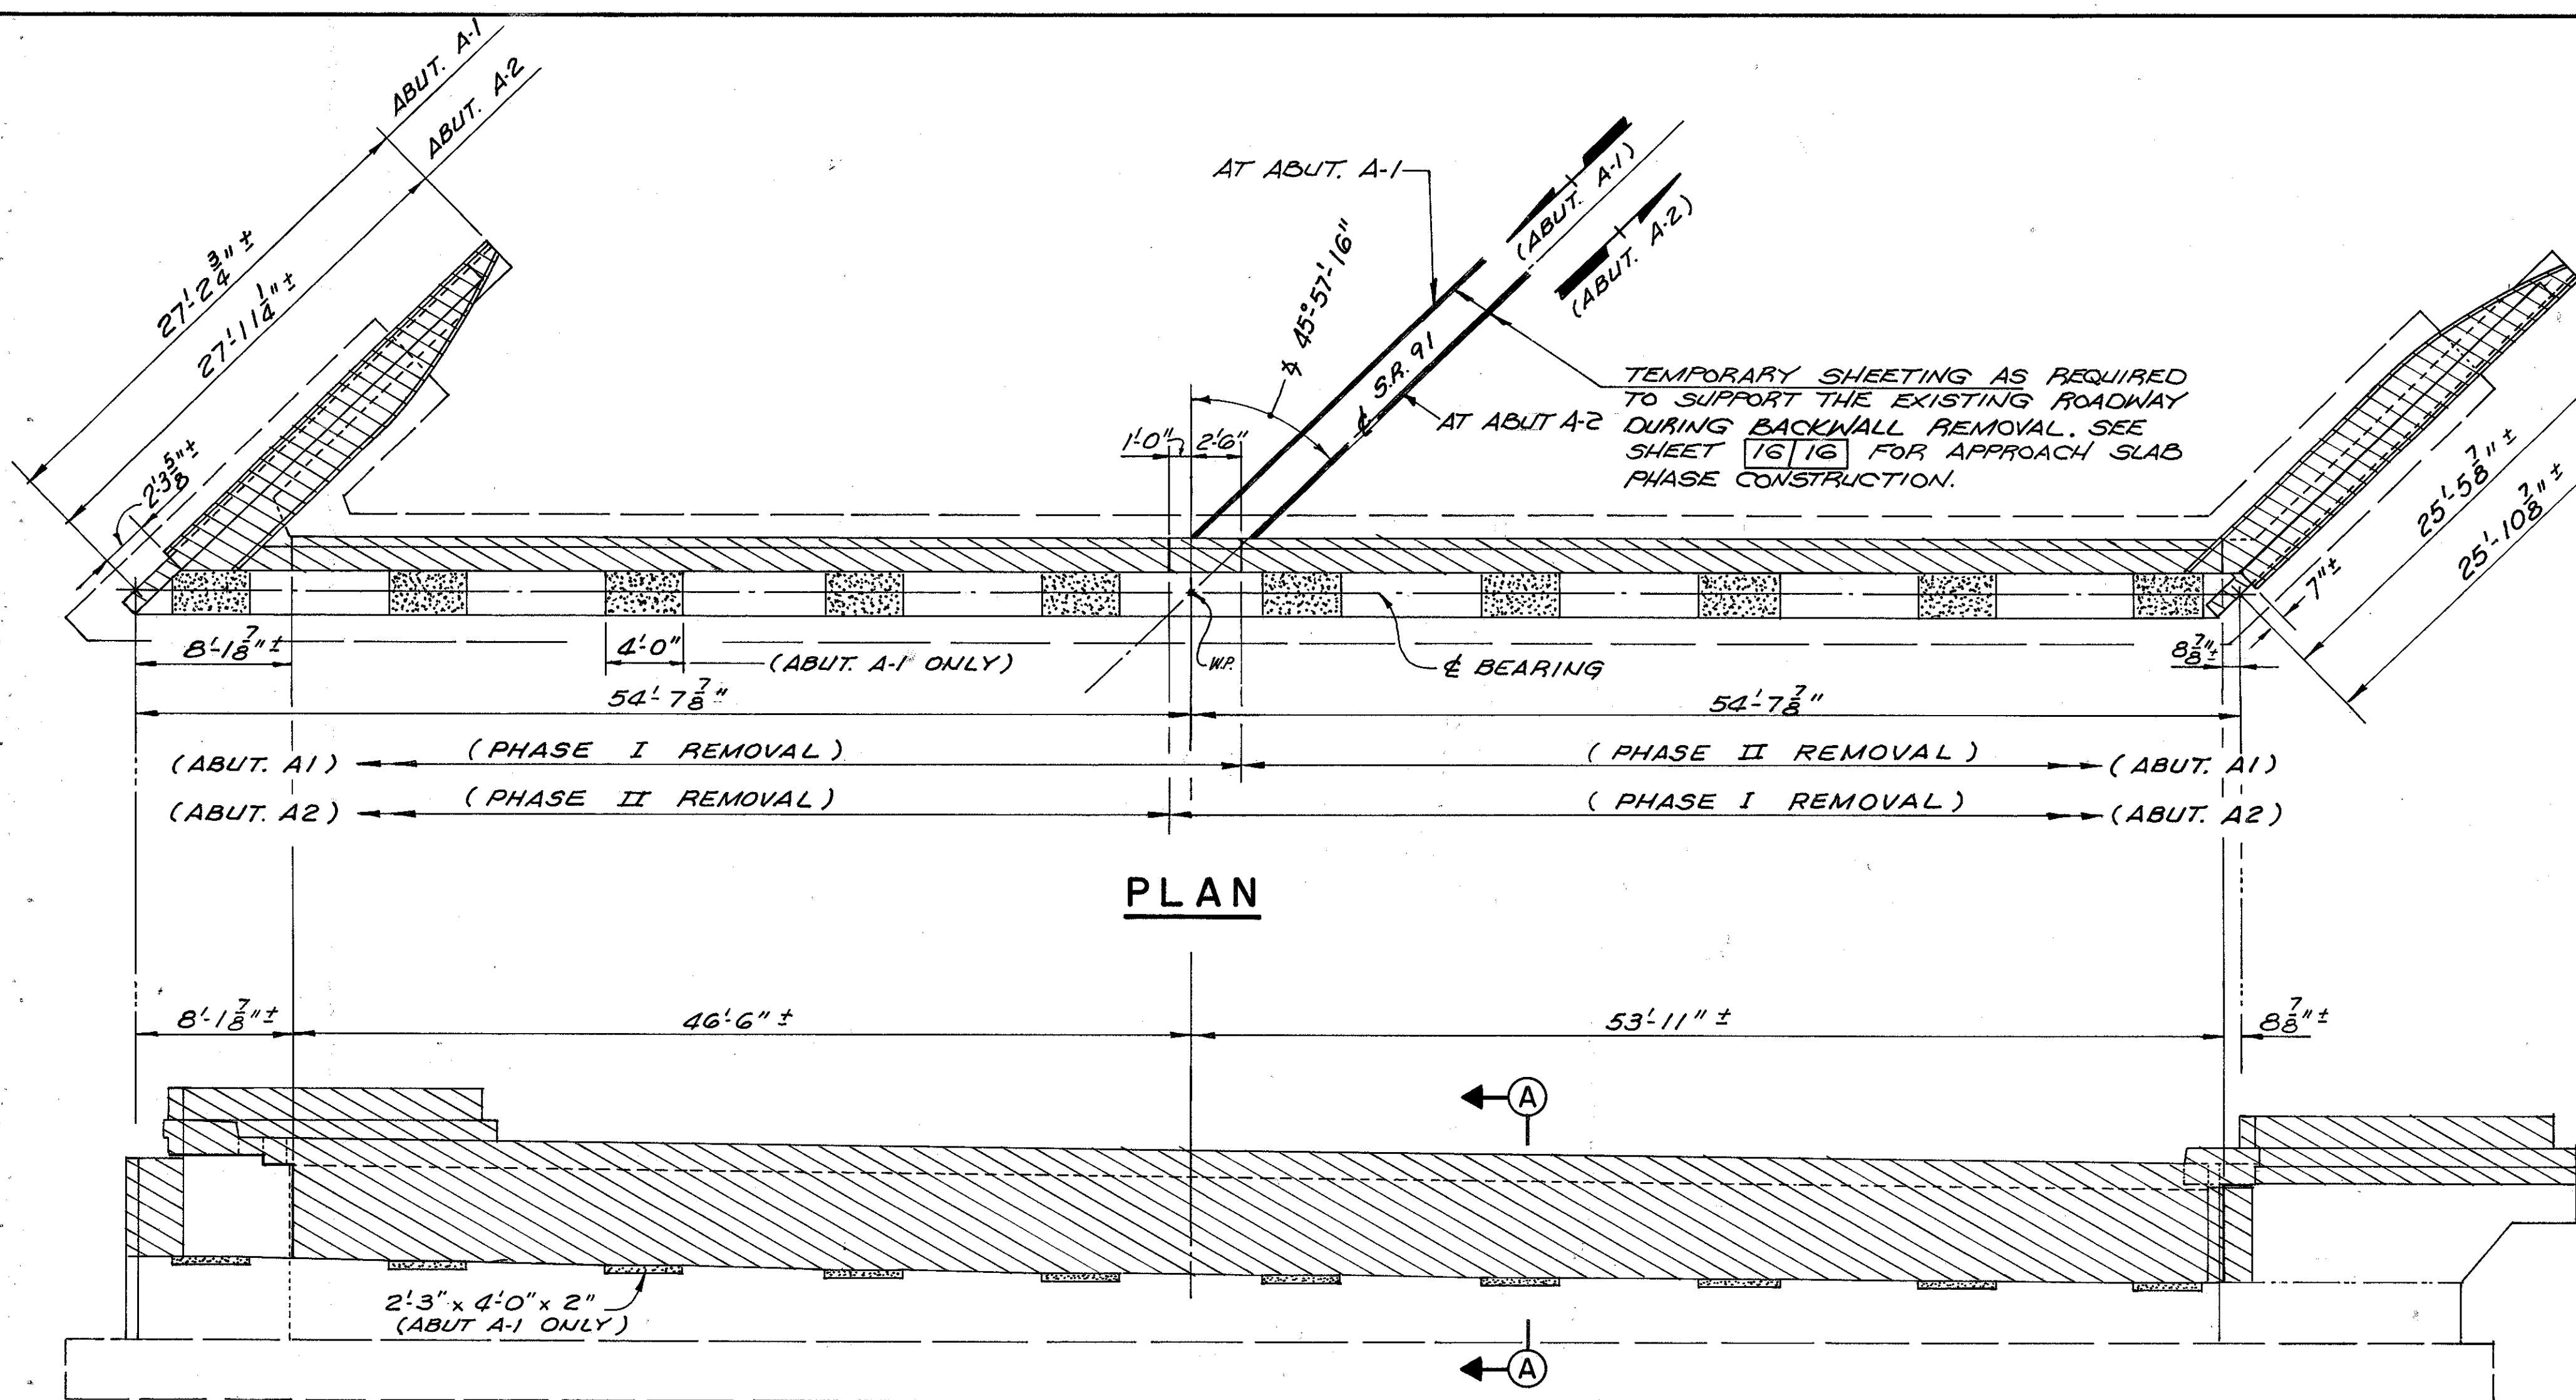 ABUT. A-1
ABUT. A-2
27'-2 3/4" ±
27'-1 1/4" ±
2'-3 5/8" ±
AT ABUT. A-1
(ABUT. A-1)
(ABUT. A-2)
∢ 45°-57'-16"
℄ S.R. 91
AT ABUT A-2
1'-0"
2'-6"
TEMPORARY SHEETING AS REQUIRED
TO SUPPORT THE EXISTING ROADWAY
DURING BACKWALL REMOVAL. SEE
SHEET 16/16 FOR APPROACH SLAB
PHASE CONSTRUCTION.
25'-5 7/8" ±
25'-10 7/8" ±
7" ±
8'-1 7/8" ±
4'-0"
(ABUT. A-1 ONLY)
W.P.
℄ BEARING
8 7/8" ±
54'-7 7/8"
54'-7 7/8"
(ABUT. A1)
(PHASE I REMOVAL)
(PHASE II REMOVAL)
(ABUT. A1)
(ABUT. A2)
(PHASE II REMOVAL)
(PHASE I REMOVAL)
(ABUT. A2)
PLAN
8'-1 7/8" ±
46'-6" ±
53'-11" ±
8 7/8" ±
A
2'-3" x 4'-0" x 2"
(ABUT A-1 ONLY)
A